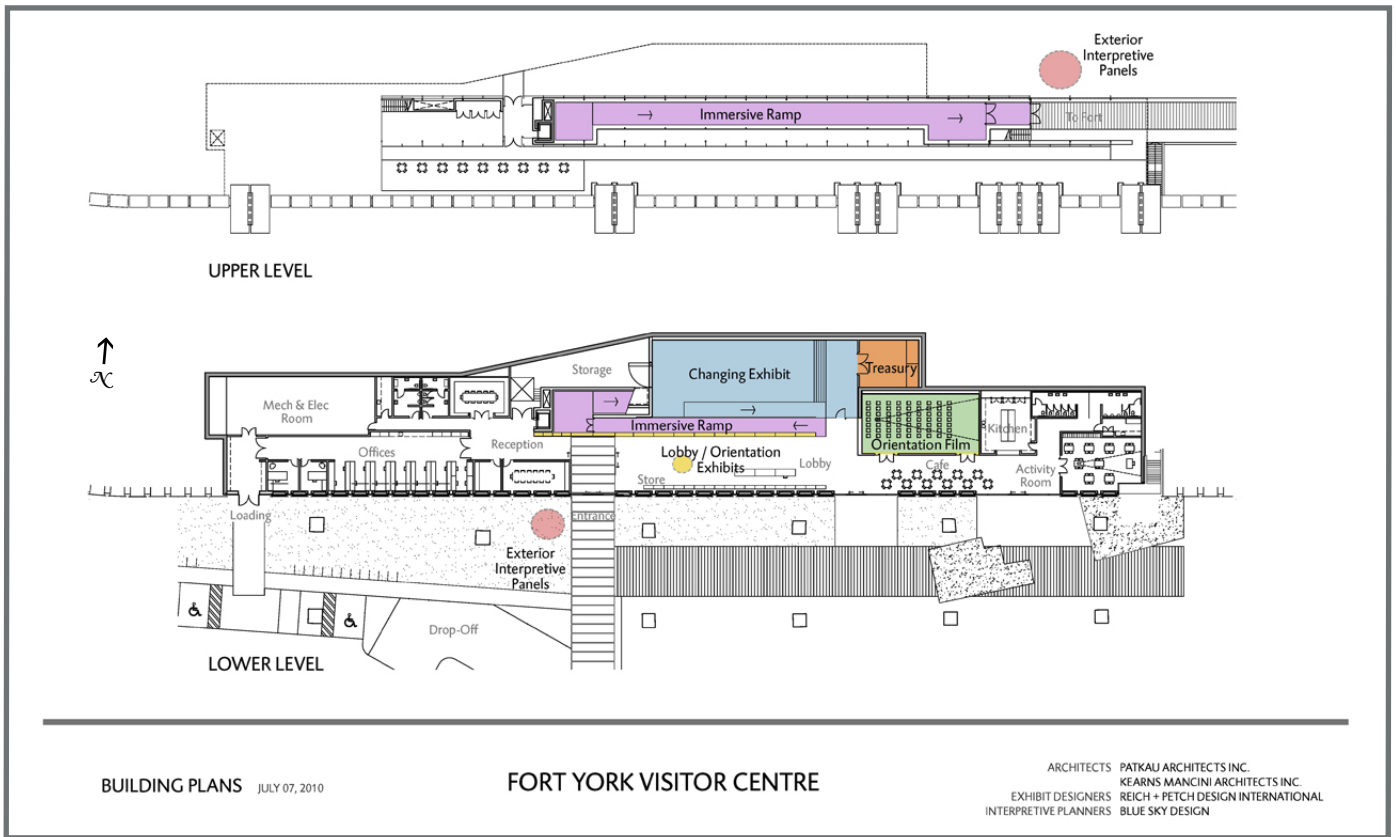 Exterior
Interpretive
Panels
Immersive Ramp
To Fort
UPPER LEVEL
N
Storage
Changing Exhibit
Treasury
Mech & Elec
Room
Immersive Ramp
Kitchen
Reception
Orientation Film
Offices
Lobby / Orientation
Exhibits
Lobby
Cafe
Activity
Room
Store
Loading
Entrance
Exterior
Interpretive
Panels
Drop-Off
LOWER LEVEL
BUILDING PLANS JULY 07, 2010
FORT YORK VISITOR CENTRE
ARCHITECTS PATKAU ARCHITECTS INC.
KEARNS MANCINI ARCHITECTS INC.
EXHIBIT DESIGNERS REICH + PETCH DESIGN INTERNATIONAL
INTERPRETIVE PLANNERS BLUE SKY DESIGN